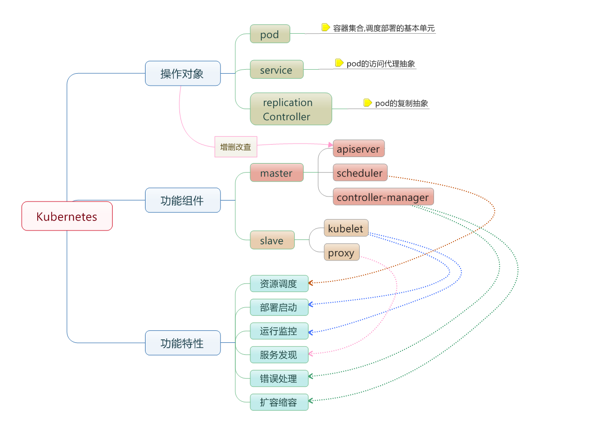 pod
容器集合,调度部署的基本单元
操作对象
service
pod的访问代理抽象
replication
Controller
pod的复制抽象
增删改查
apiserver
master
scheduler
功能组件
controller-manager
Kubernetes
kubelet
slave
proxy
资源调度
部署启动
运行监控
功能特性
服务发现
错误处理
扩容缩容